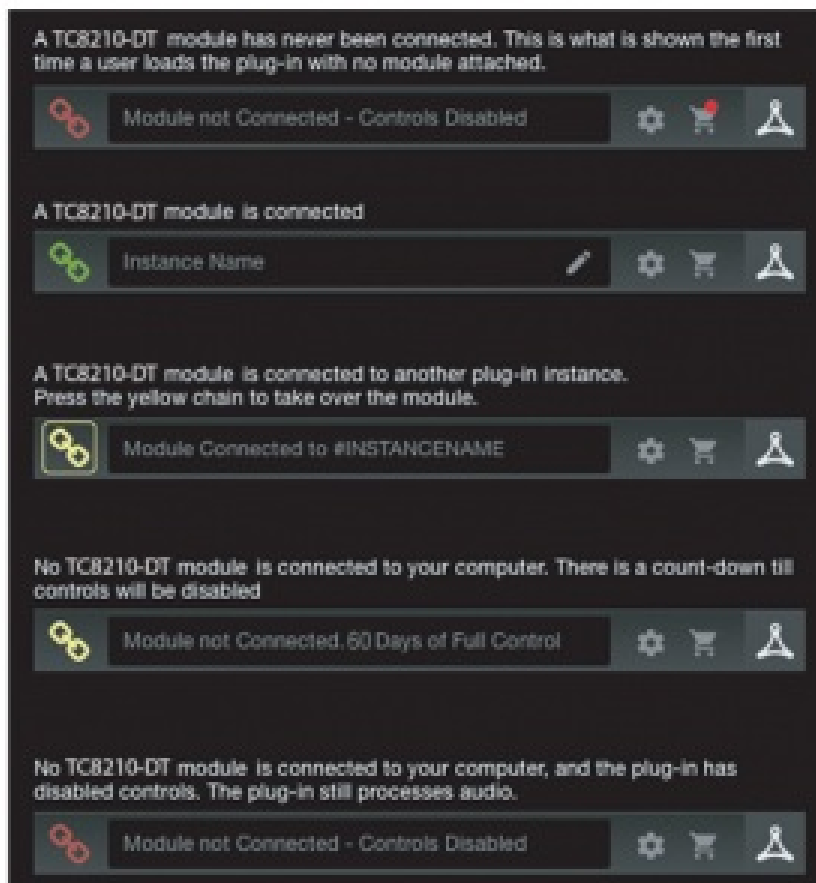 A TC8210-DT module has never been connected. This is what is shown the first
time a user loads the plug-in with no module attached.
Module not Connected - Controls Disabled
A TC8210-DT module is connected
Instance Name
A TC8210-DT module is connected to another plug-in instance.
Press the yellow chain to take over the module.
Module Connected to #INSTANCENAME
No TC8210-DT module is connected to your computer. There is a count-down till
controls will be disabled
Module not Connected. 60 Days of Full Control
No TC8210-DT module is connected to your computer, and the plug-in has
disabled controls. The plug-in still processes audio.
Module not Connected - Controls Disabled